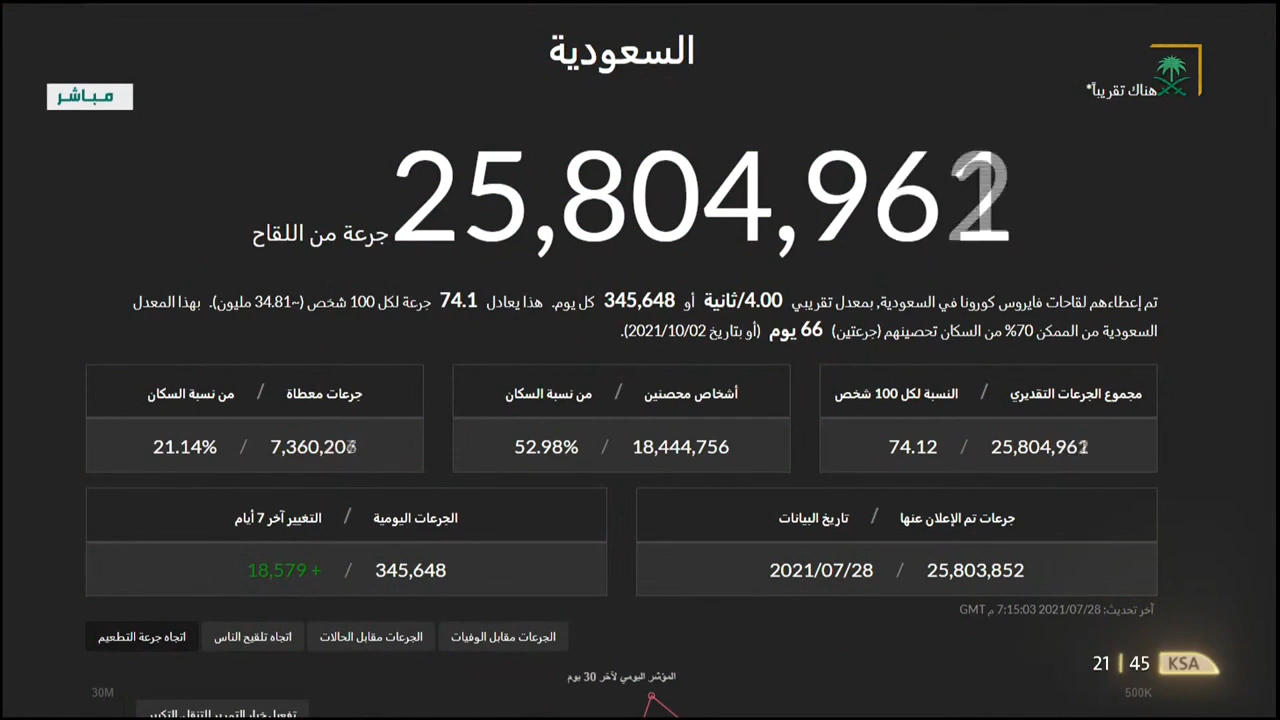 السعودية
هناك تقريباً*
مباشر
25,804,961 جرعة من اللقاح
تم إعطاءهم لقاحات فايروس كورونا في السعودية, بمعدل تقريبي 4.00/ثانية أو 345,648 كل يوم. هذا يعادل 74.1 جرعة لكل 100 شخص (~34.81 مليون). بهذا المعدل
السعودية من الممكن 70% من السكان تحصينهم (جرعتين) 66 يوم (أو بتاريخ 2021/10/02).
مجموع الجرعات التقديري / النسبة لكل 100 شخص
25,804,961 / 74.12
أشخاص محصنين / من نسبة السكان
18,444,756 / 52.98%
جرعات معطاة / من نسبة السكان
7,360,206 / 21.14%
جرعات تم الإعلان عنها / تاريخ البيانات
25,803,852 / 2021/07/28
الجرعات اليومية / التغيير آخر 7 أيام
345,648 / + 18,579
آخر تحديث: 2021/07/28 7:15:03 م GMT
الجرعات مقابل الوفيات
الجرعات مقابل الحالات
اتجاه تلقيح الناس
اتجاه جرعة التطعيم
21 | 45 KSA
المؤشر اليومي لآخر 30 يوم
30M
500K